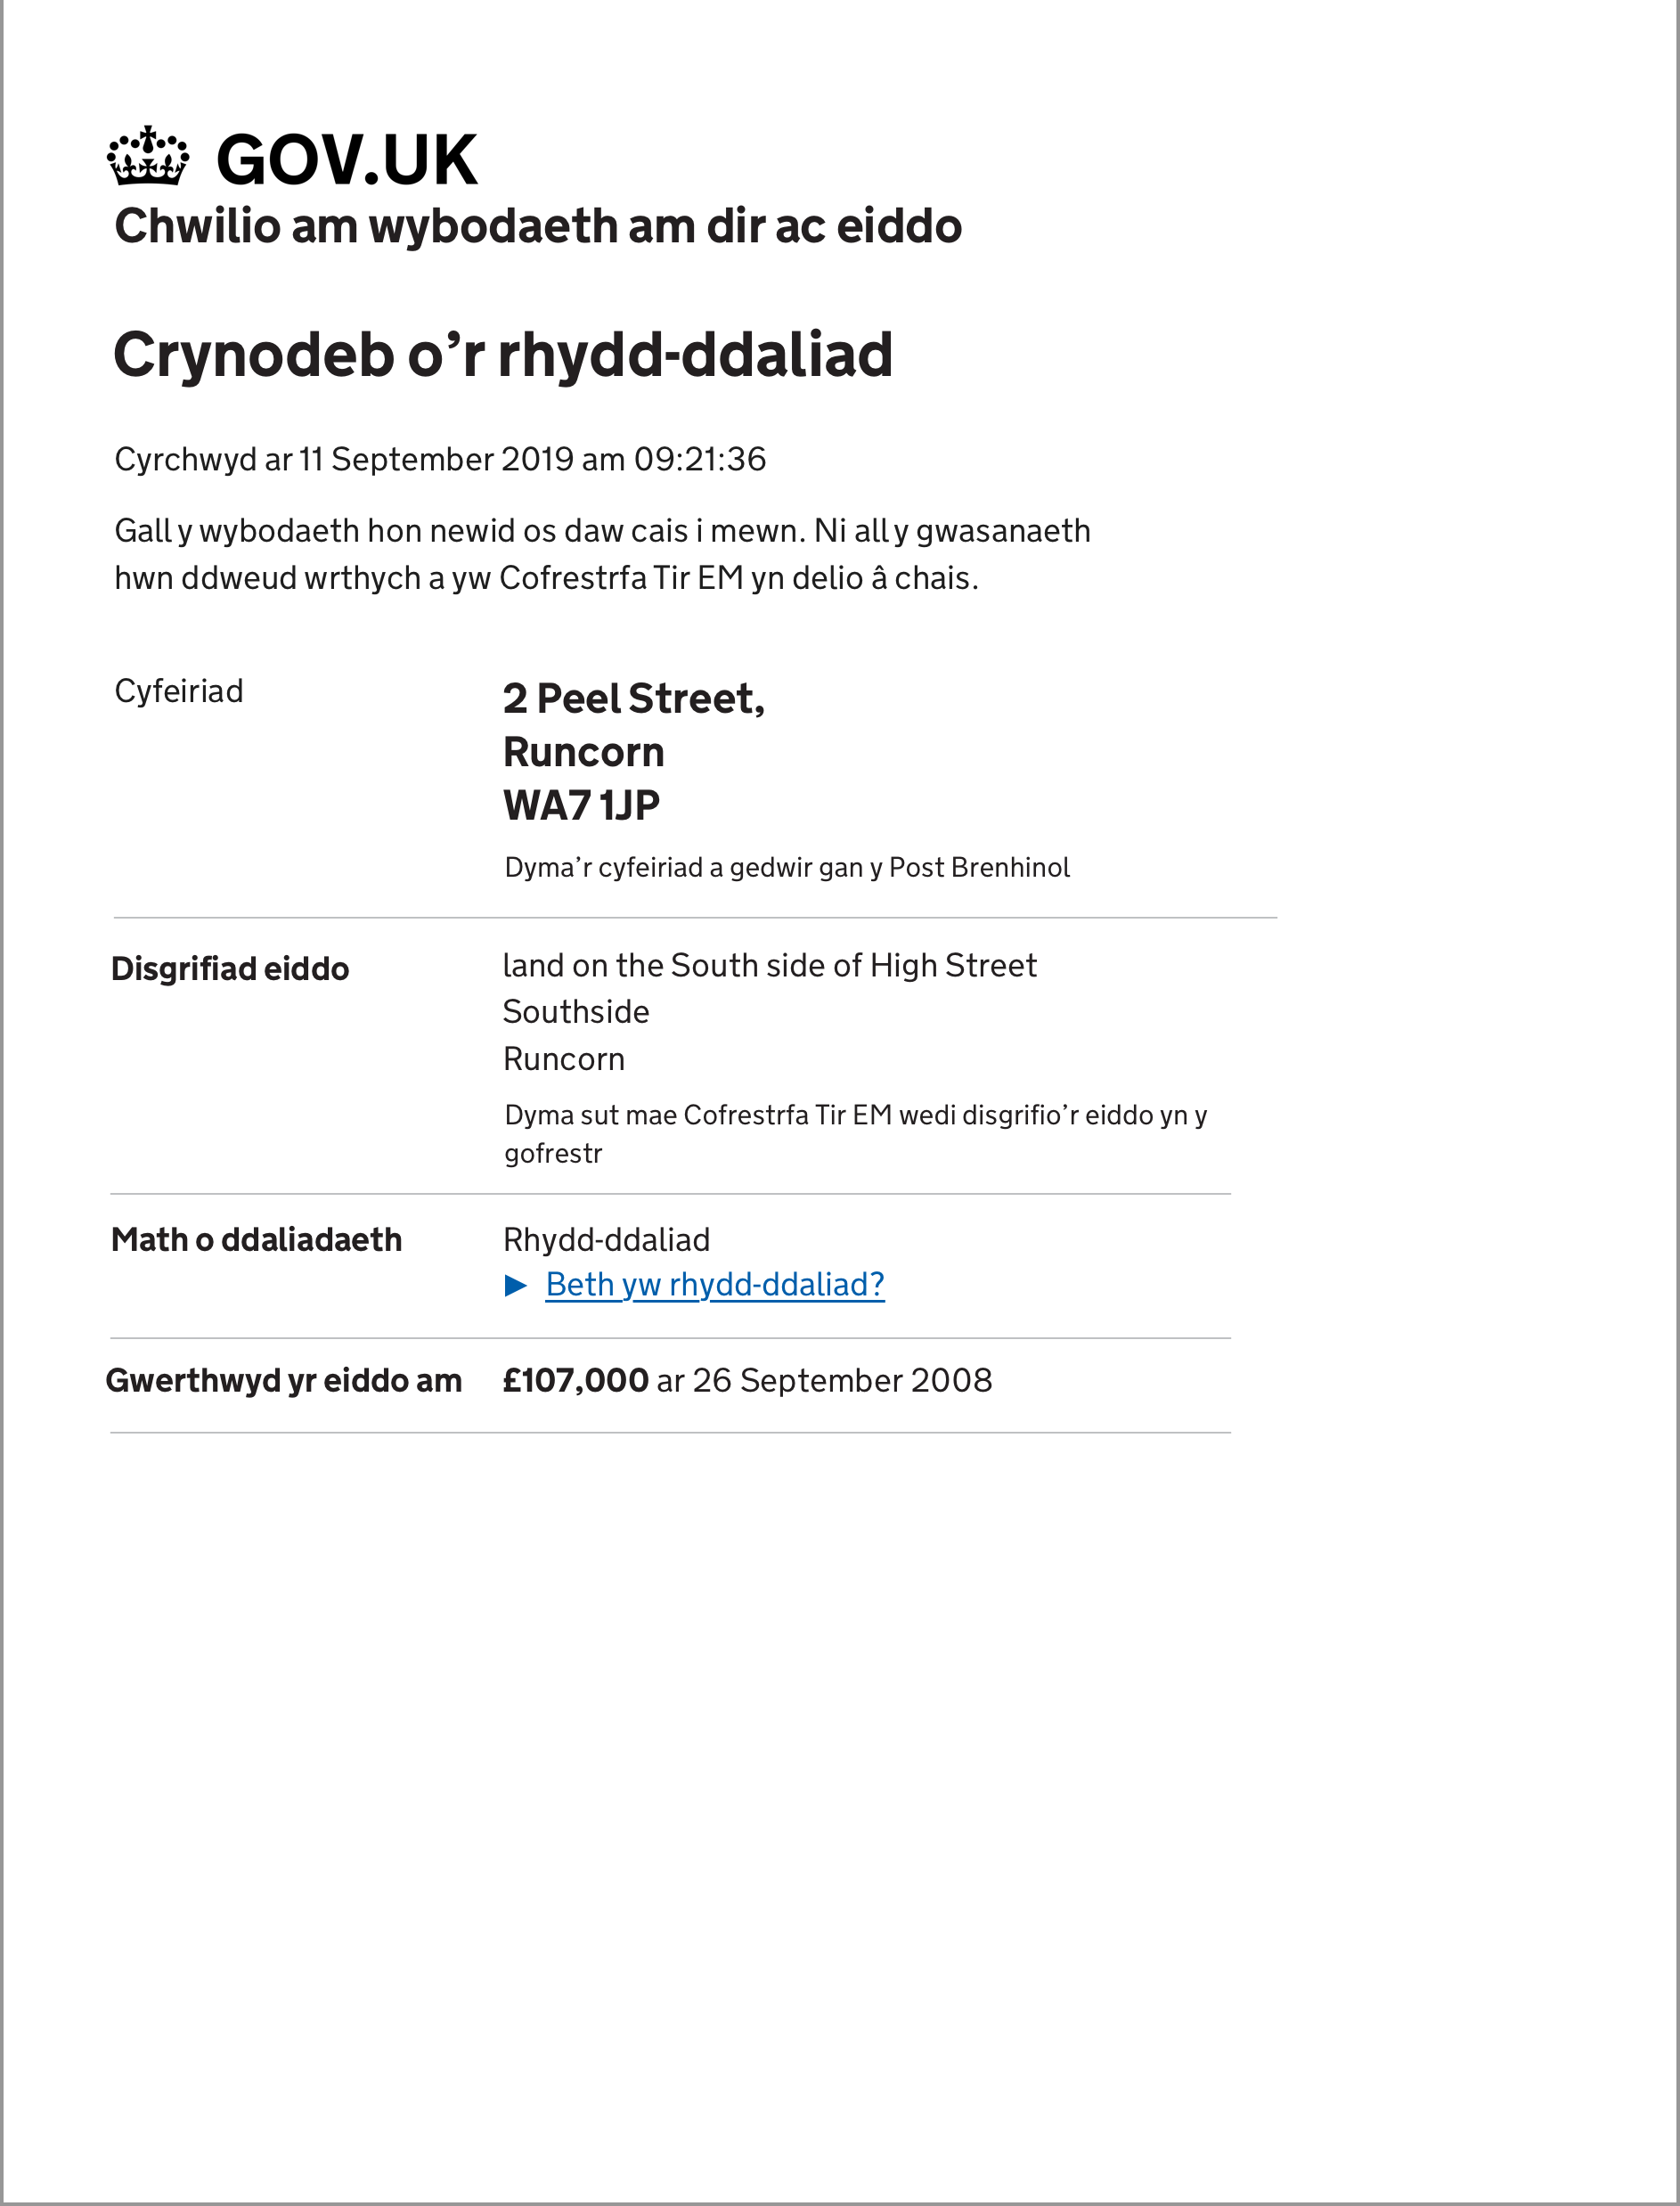 GOV.UK
Chwilio am wybodaeth am dir ac eiddo
Crynodeb o’r rhydd-ddaliad
Cyrchwyd ar 11 September 2019 am 09:21:36
Gall y wybodaeth hon newid os daw cais i mewn. Ni all y gwasanaeth
hwn ddweud wrthych a yw Cofrestrfa Tir EM yn delio â chais.
Cyfeiriad
2 Peel Street,
Runcorn
WA7 1JP
Dyma’r cyfeiriad a gedwir gan y Post Brenhinol
Disgrifiad eiddo
land on the South side of High Street
Southside
Runcorn
Dyma sut mae Cofrestrfa Tir EM wedi disgrifio’r eiddo yn y
gofrestr
Math o ddaliadaeth
Rhydd-ddaliad
Beth yw rhydd-ddaliad?
Gwerthwyd yr eiddo am
£107,000 ar 26 September 2008